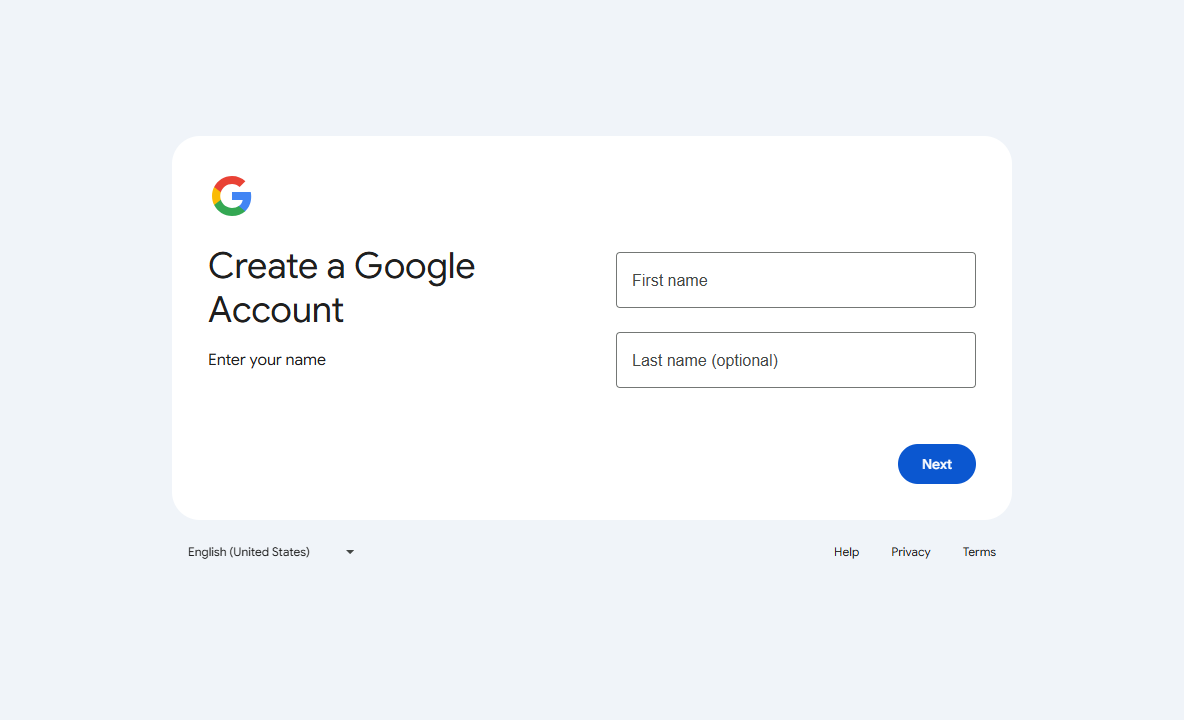 Create a Google
Account
Enter your name
First name
Last name (optional)
Next
English (United States)
Help
Privacy
Terms